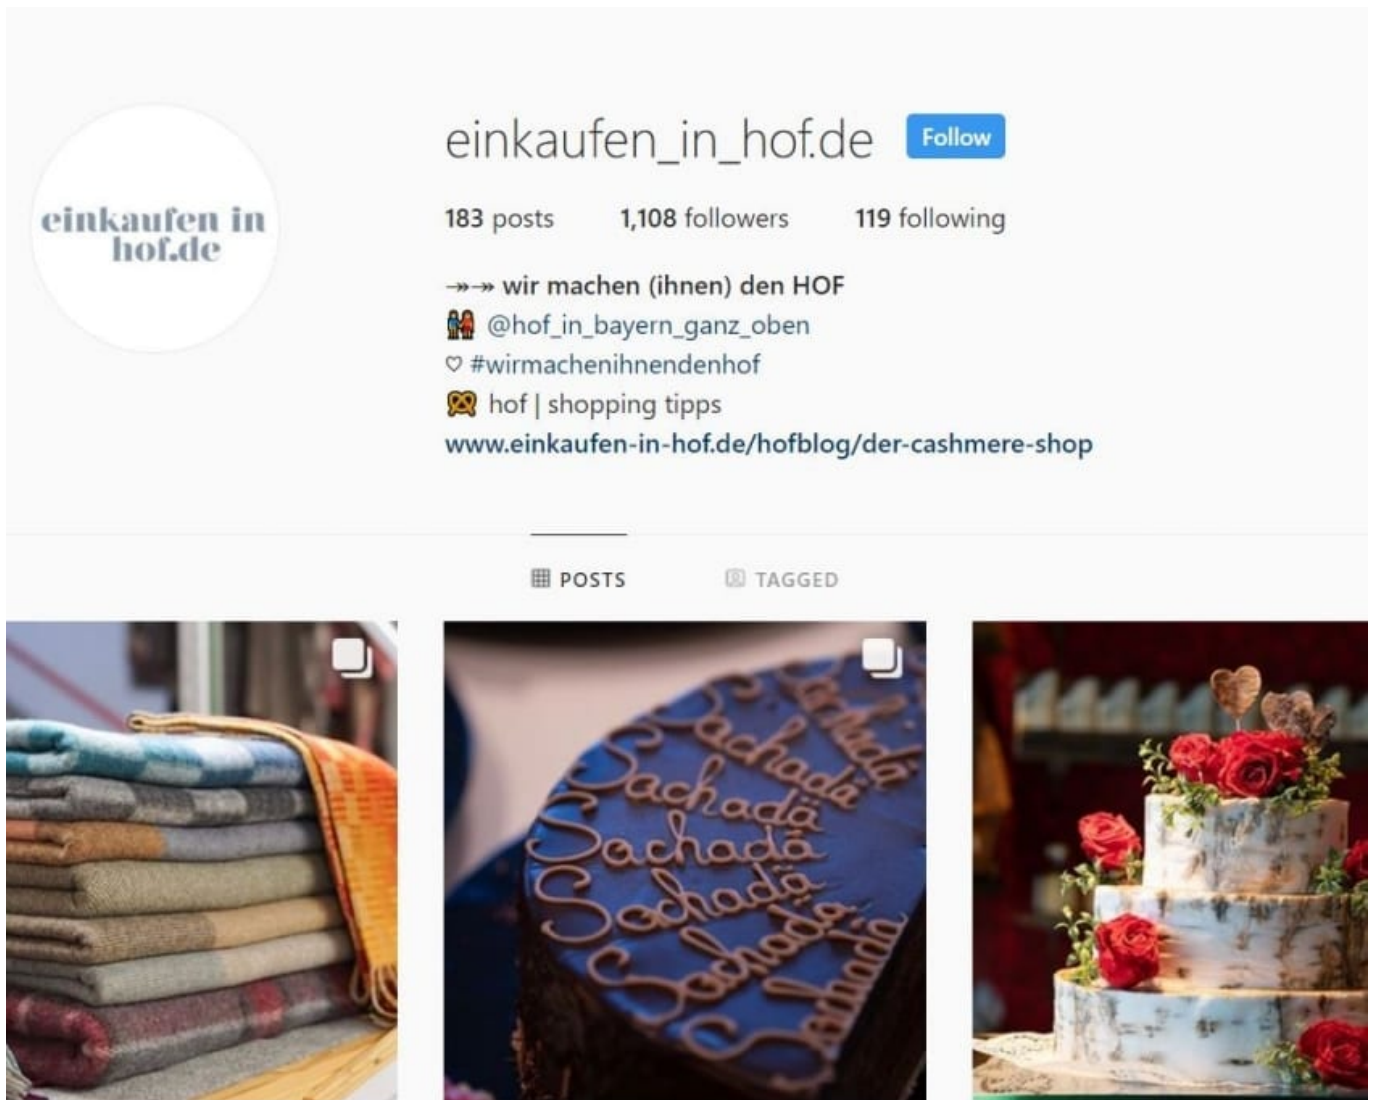 einkaufen in
hof.de
einkaufen_in_hof.de Follow
183 posts 1,108 followers 119 following
→→ wir machen (ihnen) den HOF
@hof_in_bayern_ganz_oben
♡ #wirmachenihnendenhof
hof | shopping tipps
www.einkaufen-in-hof.de/hofblog/der-cashmere-shop
POSTS TAGGED
Sachadä
Sachadä
Sachadä
Sachadä
Sachadä
Sachadä
Sachadä